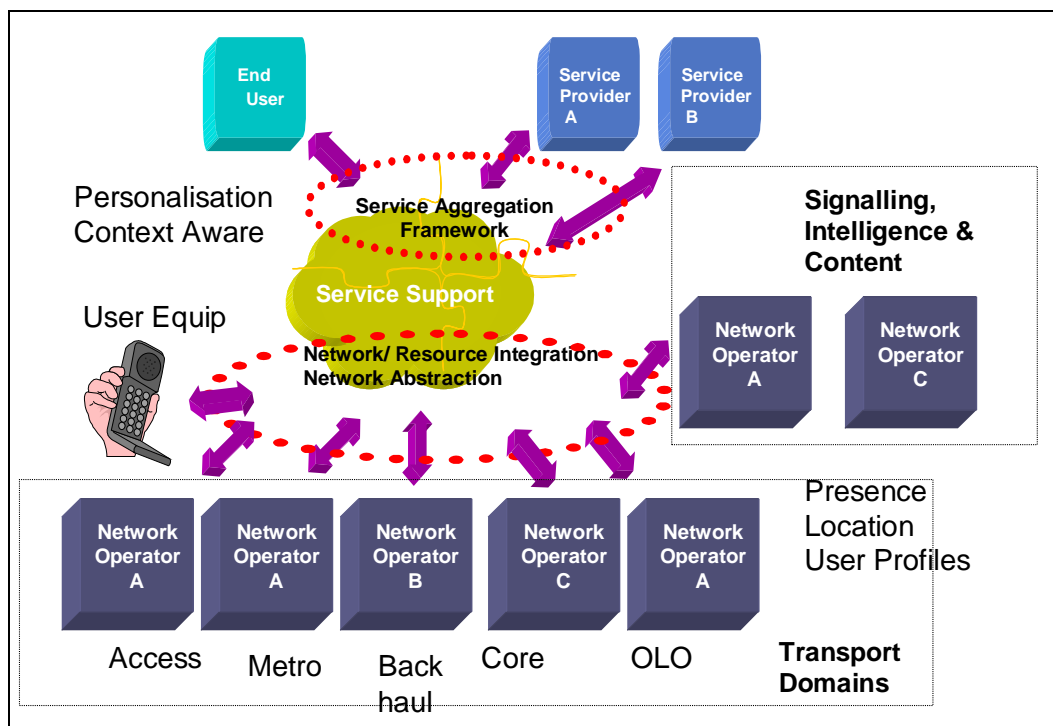 End
User
Service
Provider
A
Service
Provider
B
Personalisation
Context Aware
Service Aggregation
Framework
Signalling,
Intelligence &
Content
Service Support
User Equip
Network
Operator
A
Network
Operator
C
Network/ Resource Integration
Network Abstraction
Presence
Location
User Profiles
Network
Operator
A
Network
Operator
A
Network
Operator
B
Network
Operator
C
Network
Operator
A
Access
Metro
Back
haul
Core
OLO
Transport
Domains